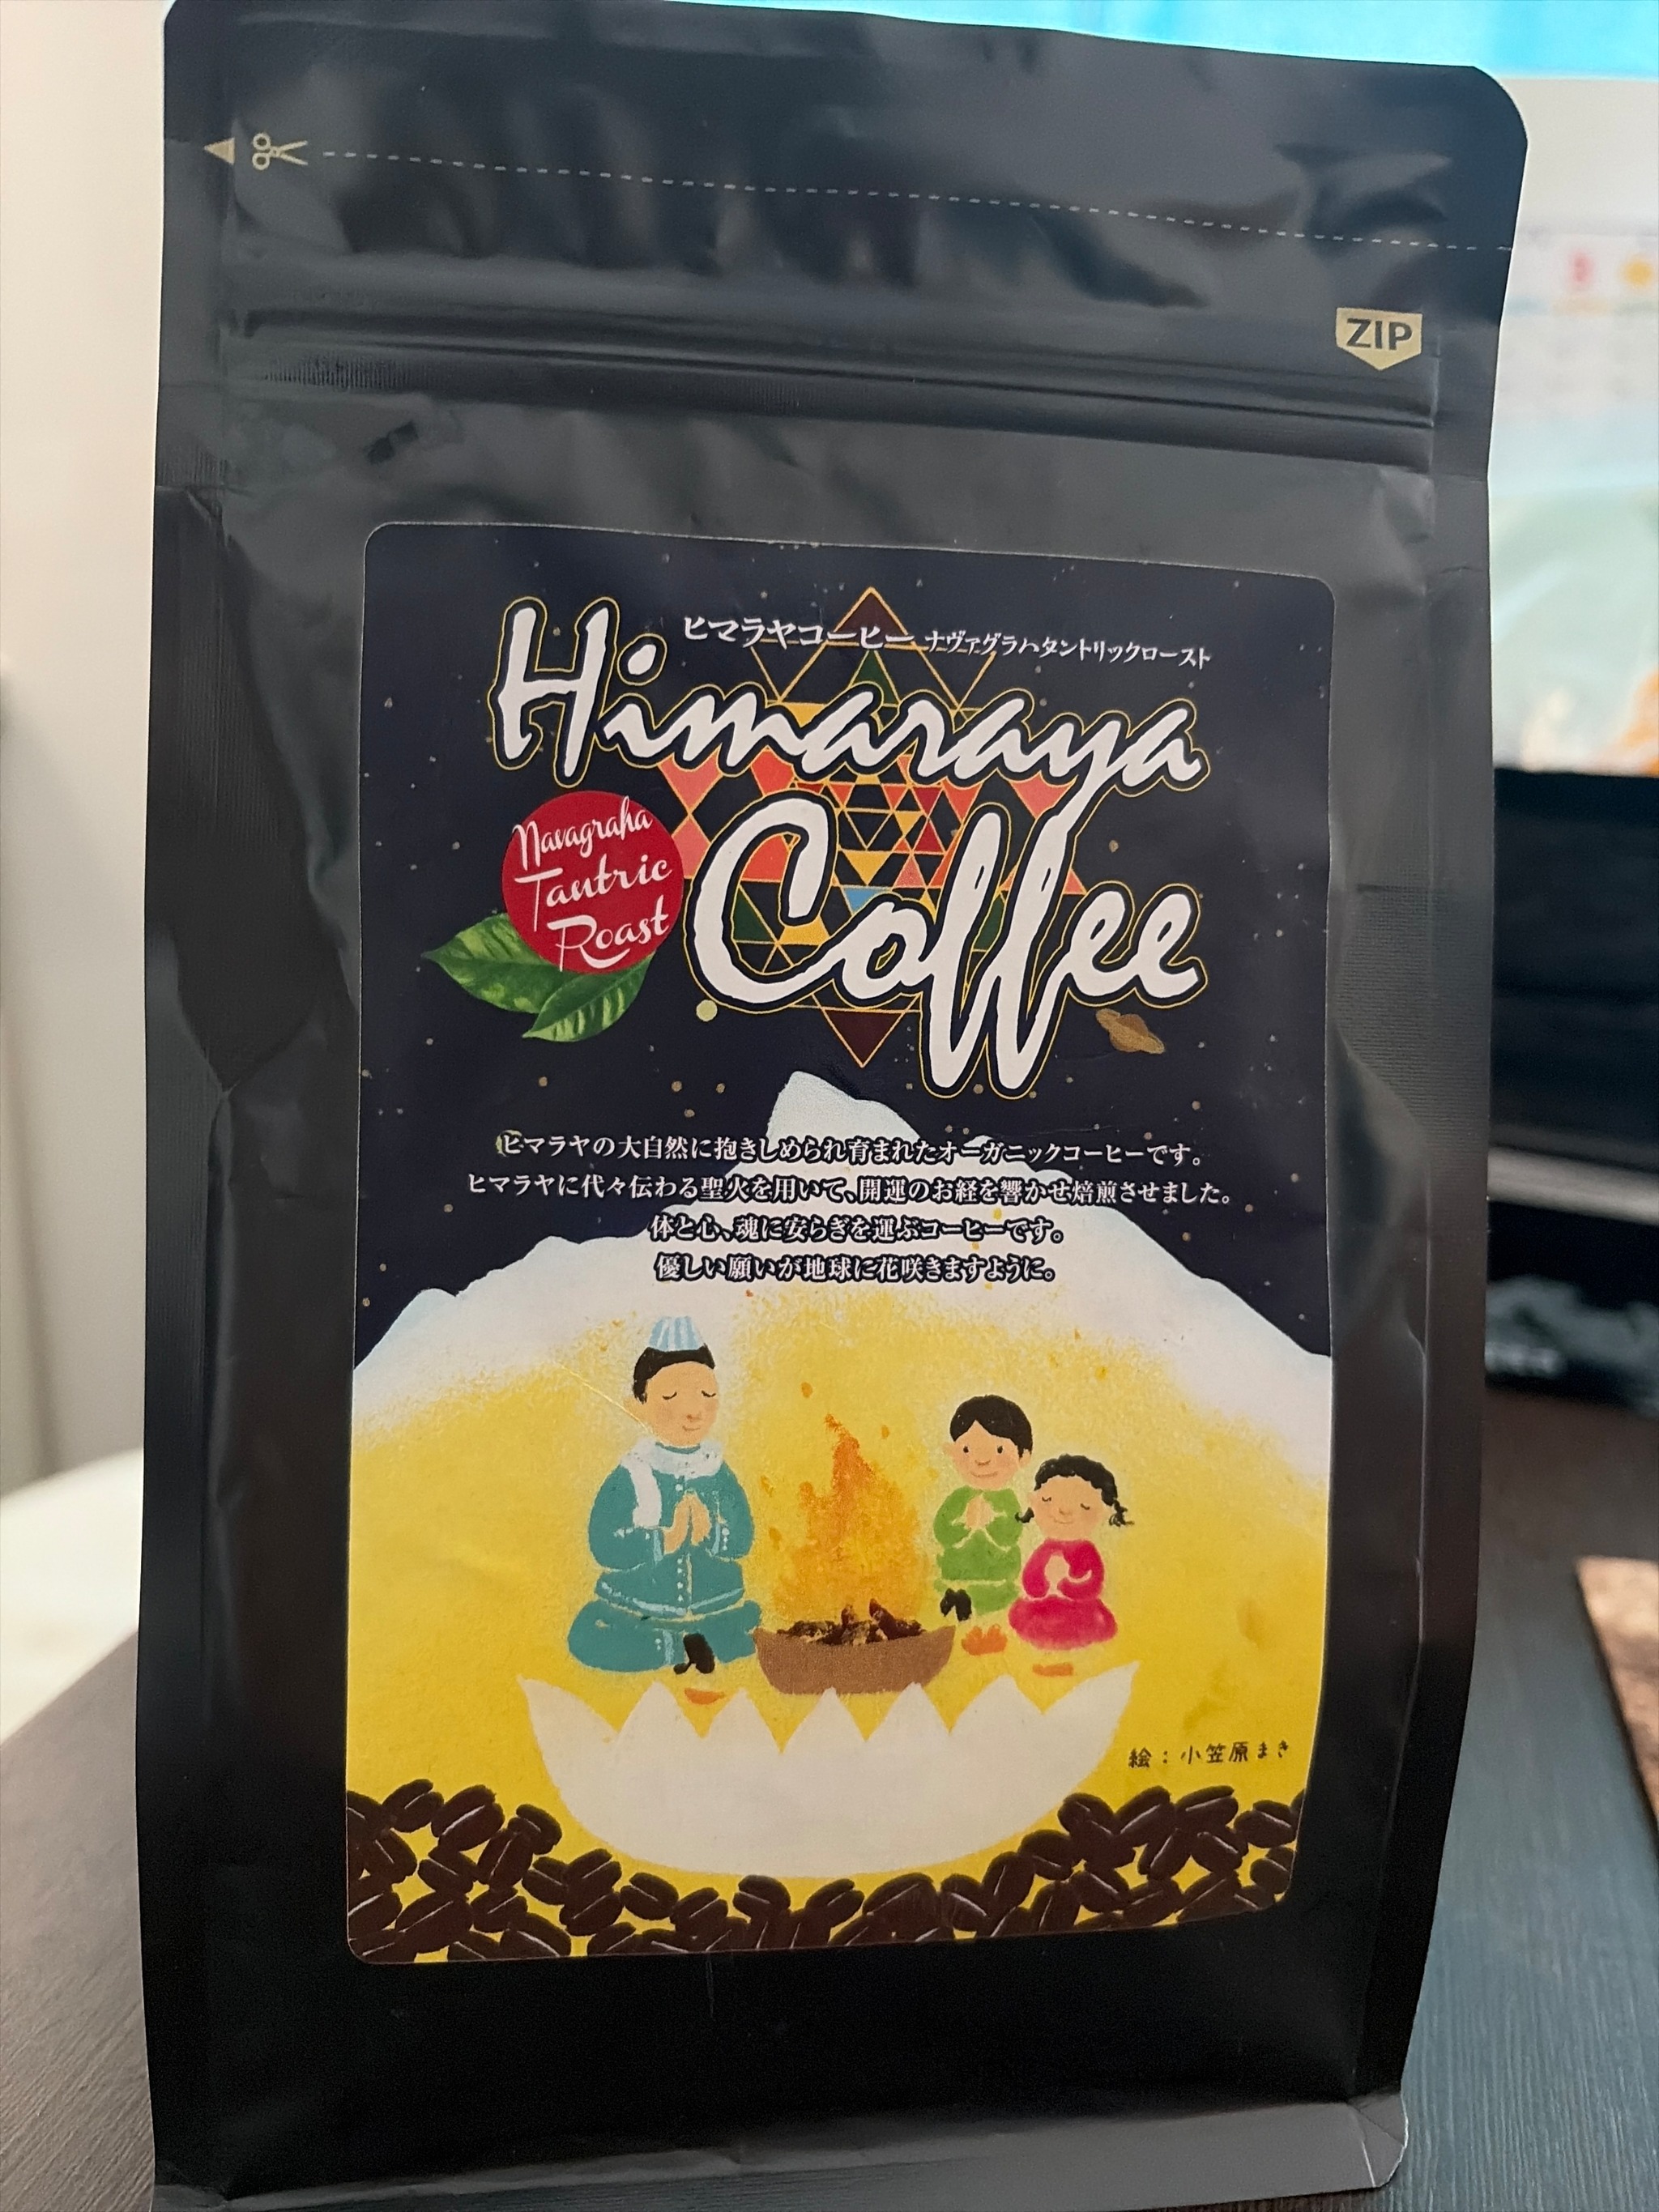 ZIP
ヒマラヤコーヒー ナヴァグラハタントリックロースト
Himaraya
Coffee
Navagraha
Tantric
Roast
ヒマラヤの大自然に抱きしめられ育まれたオーガニックコーヒーです。
ヒマラヤに代々伝わる聖火を用いて、開運のお経を響かせ焙煎させました。
体と心、魂に安らぎを運ぶコーヒーです。
優しい願いが地球に花咲きますように。
絵：小笠原まき